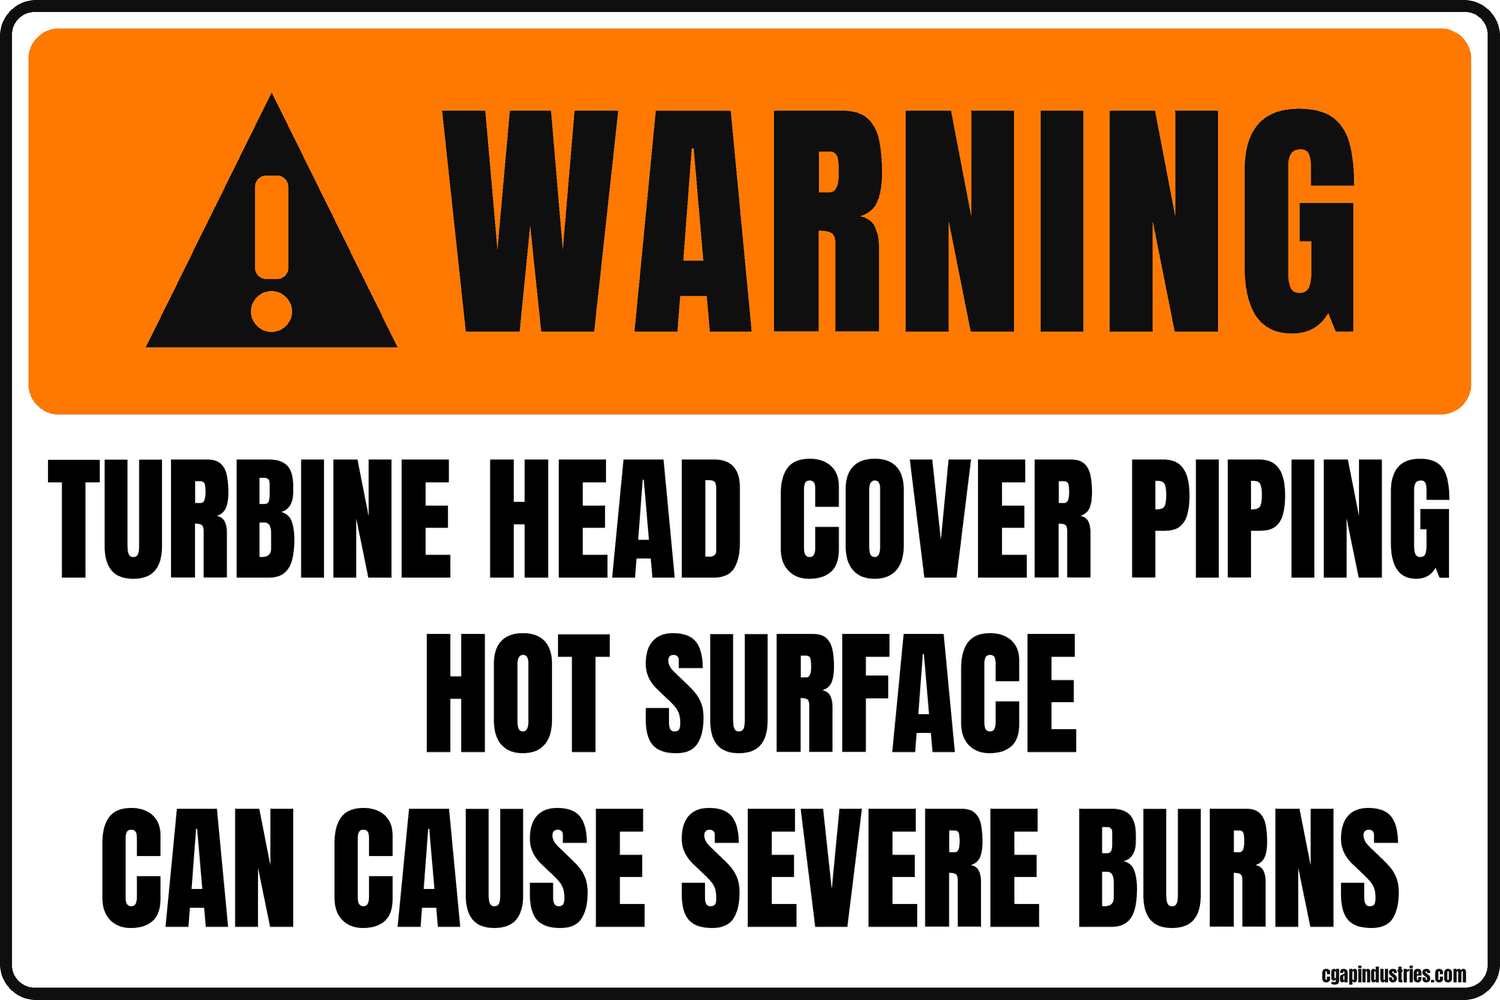 WARNING
TURBINE HEAD COVER PIPING
HOT SURFACE
CAN CAUSE SEVERE BURNS
cgapindustries.com